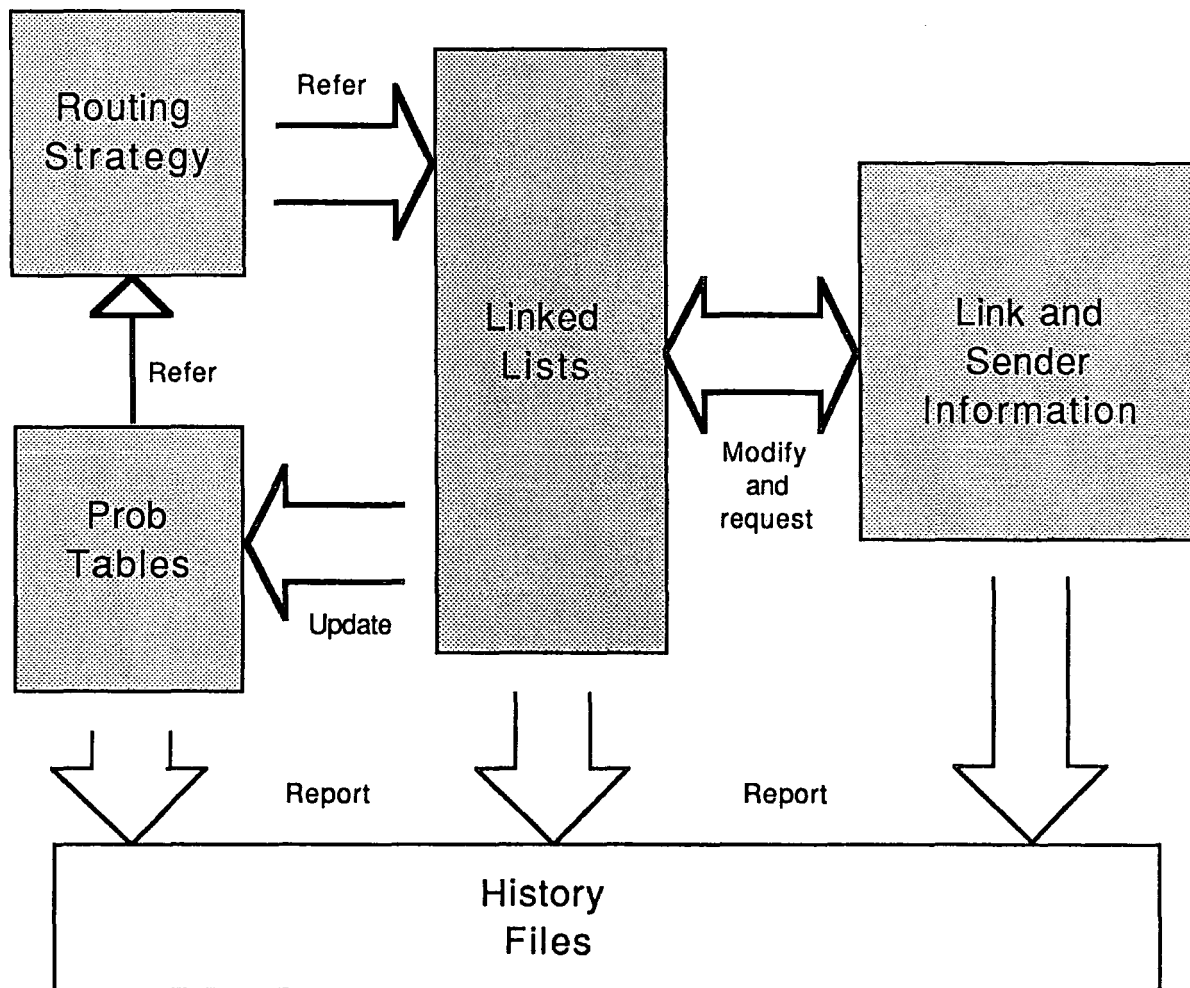 Routing
Strategy
Refer
Linked
Lists
Link and
Sender
Information
Refer
Modify
and
request
Prob
Tables
Update
Report
Report
History
Files